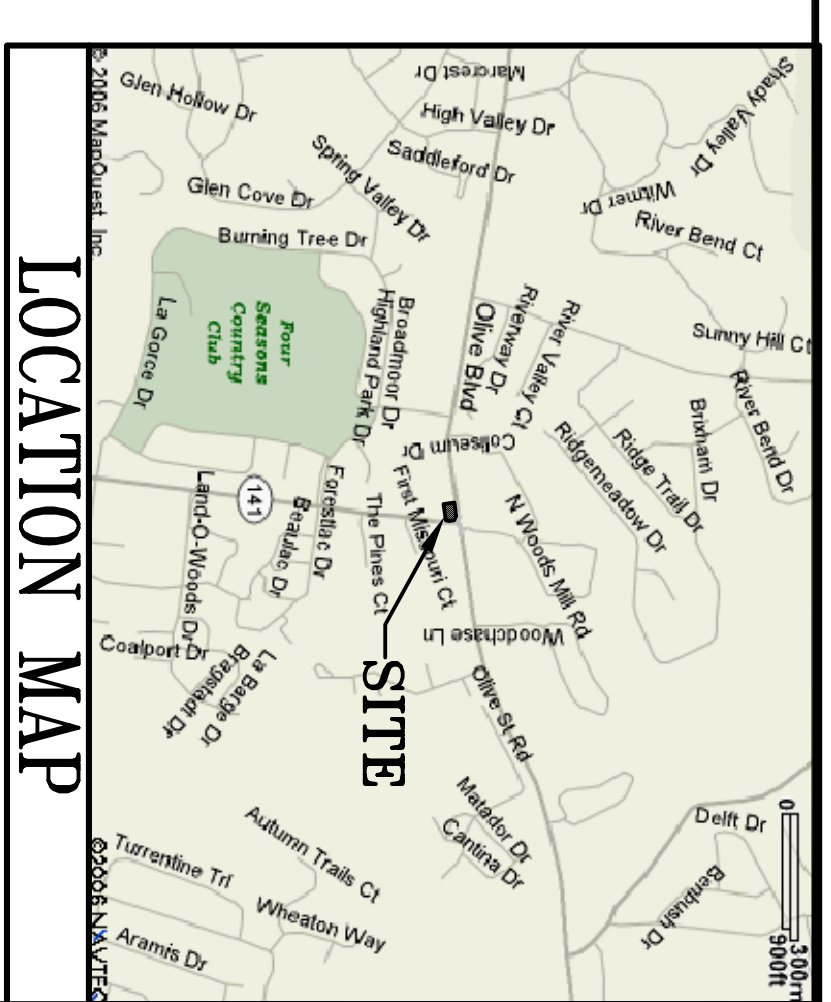 Shady Valley Dr
Marcrest Dr
High Valley Dr
Glen Hollow Dr
Saddleford Dr
Spring Valley Dr
Witmer Dr
Glen Cove Dr
River Bend Ct
Burning Tree Dr
Sunny Hill Ct
River Valley Ct
Riverway Dr
Olive Blvd
Broadmoor Dr
Highland Park Dr
La Gorce Dr
Four
Seasons
Country
Club
River Bend Dr
Brixham Dr
Ridge Trail Dr
Ridgemeadow Dr
Coliseum Dr
First Missouri Ct
N Woods Mill Rd
The Pines Ct
Forestlac Dr
Beaulac Dr
141
Land-O-Woods Dr
Woodchase Ln
Coalport Dr
La Barge Dr
Bragstadt Dr
SITE
Olive St Rd
Matador Dr
Cantina Dr
Delft Dr
Benbush Dr
Autumn Trails Ct
Turrentine Trl
Wheaton Way
Aramis Dr
0
300m
900ft
© 2006 MapQuest, Inc.
©2006 NAVTEQ
LOCATION MAP